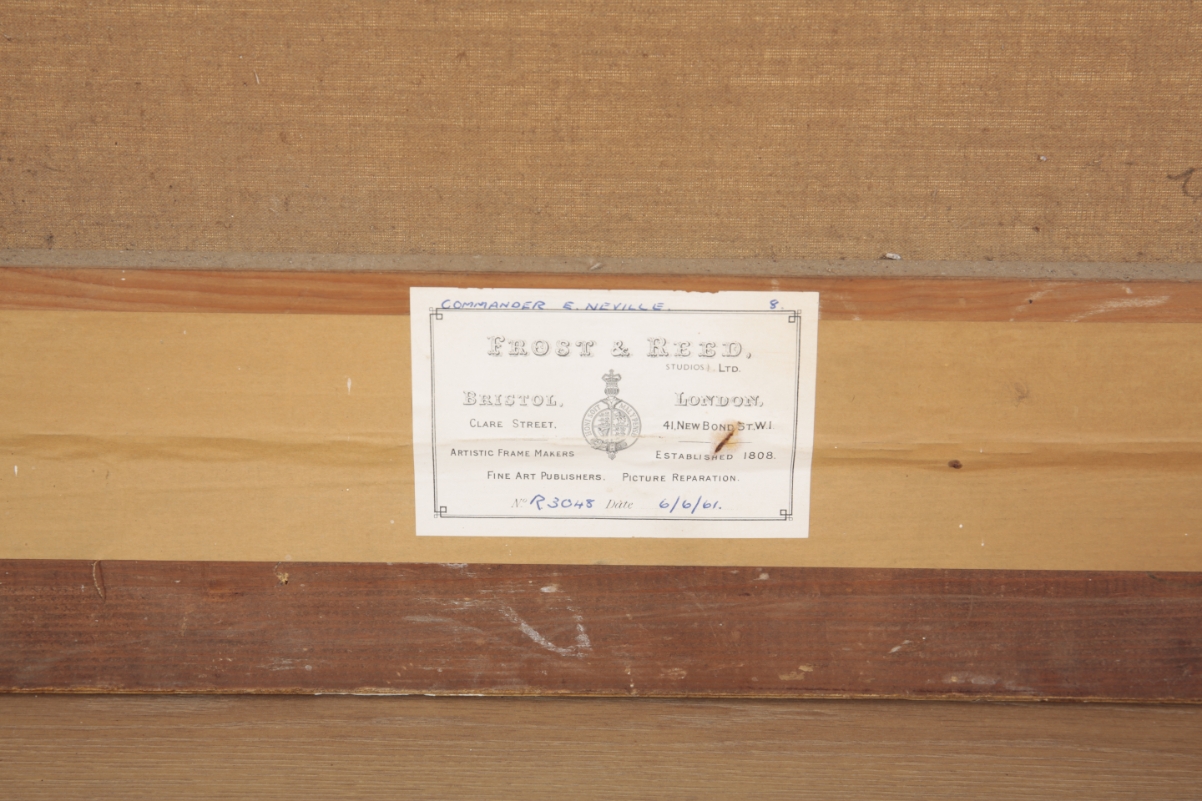 COMMANDER E. NEVILLE. 8.
FROST & REED,
STUDIOS LTD.
BRISTOL, LONDON,
CLARE STREET, 41, NEW BOND ST. W.1.
ARTISTIC FRAME MAKERS ESTABLISHED 1808.
FINE ART PUBLISHERS. PICTURE REPARATION.
No. R3048 Date 6/6/61.